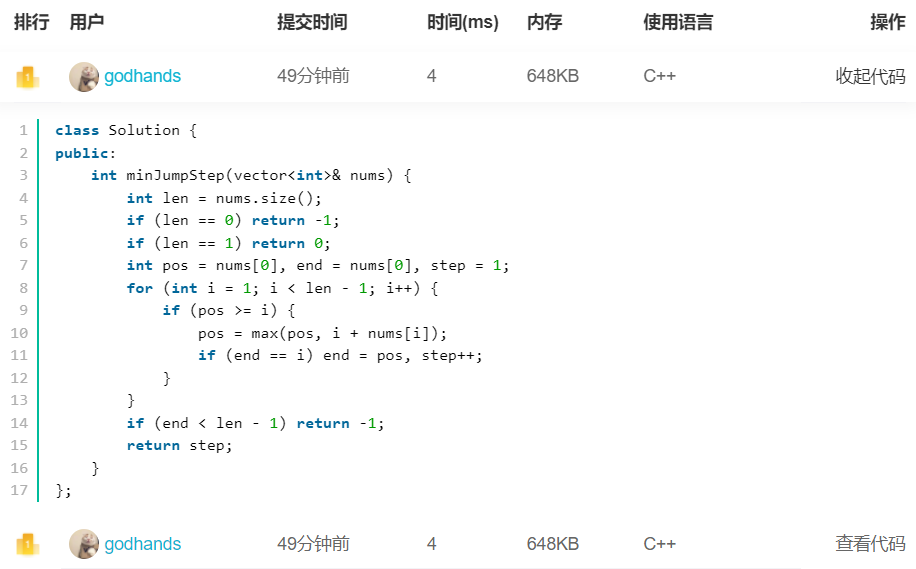 排行 用户 提交时间 时间(ms) 内存 使用语言 操作
1 godhands 49分钟前 4 648KB C++ 收起代码
1 class Solution {
2 public:
3     int minJumpStep(vector<int>& nums) {
4         int len = nums.size();
5         if (len == 0) return -1;
6         if (len == 1) return 0;
7         int pos = nums[0], end = nums[0], step = 1;
8         for (int i = 1; i < len - 1; i++) {
9             if (pos >= i) {
10                 pos = max(pos, i + nums[i]);
11                 if (end == i) end = pos, step++;
12             }
13         }
14         if (end < len - 1) return -1;
15         return step;
16     }
17 };
1 godhands 49分钟前 4 648KB C++ 查看代码